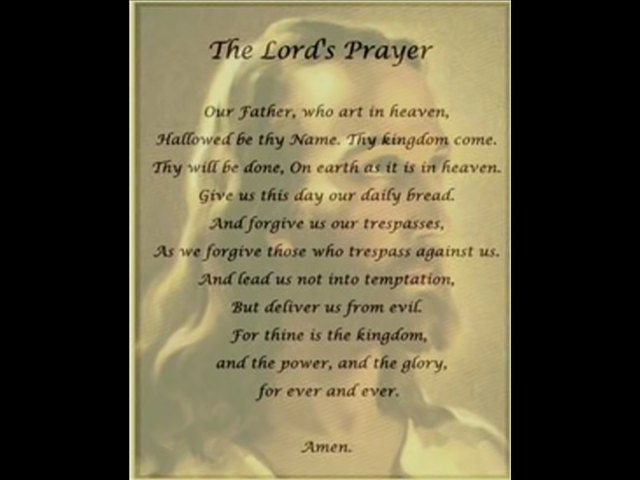 The Lord's Prayer
Our Father, who art in heaven,
Hallowed be thy Name. Thy kingdom come.
Thy will be done, On earth as it is in heaven.
Give us this day our daily bread.
And forgive us our trespasses,
As we forgive those who trespass against us.
And lead us not into temptation,
But deliver us from evil.
For thine is the kingdom,
and the power, and the glory,
for ever and ever.
Amen.